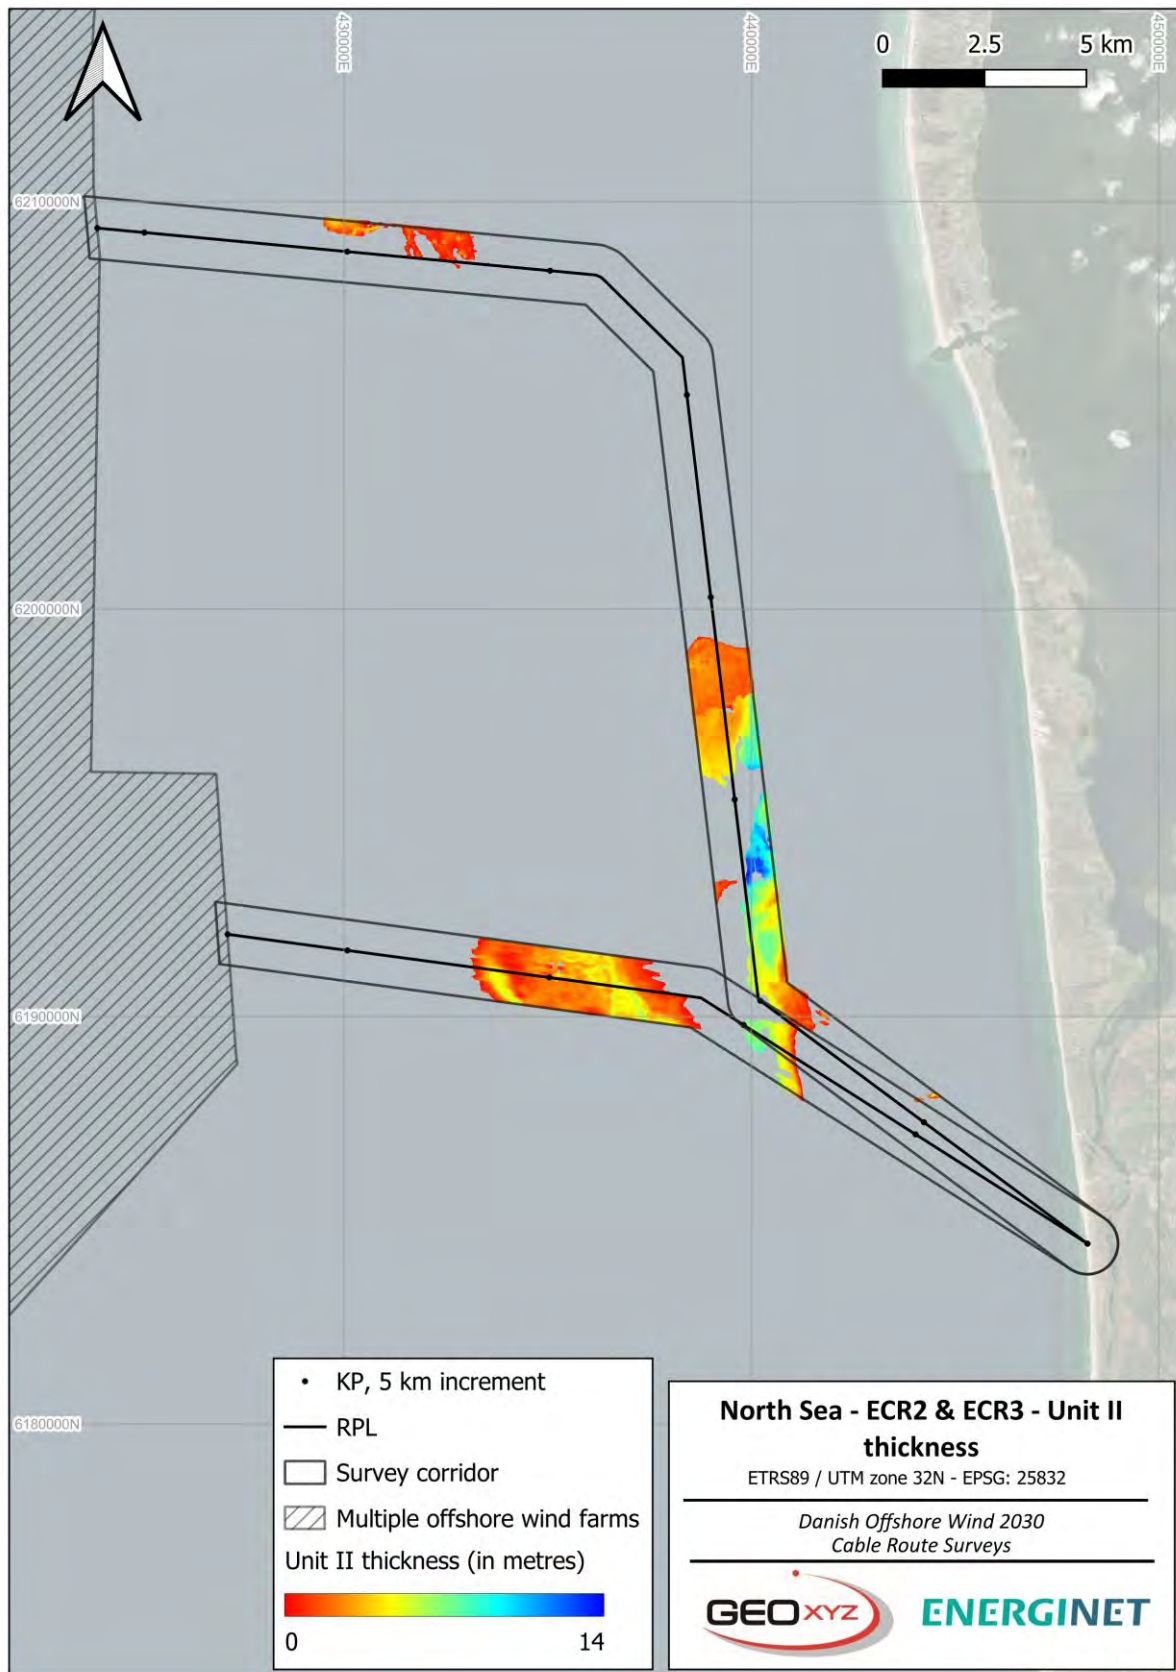 430000E
440000E
450000E
0 2.5 5 km
6210000N
6200000N
6190000N
6180000N
KP, 5 km increment
RPL
Survey corridor
Multiple offshore wind farms
Unit II thickness (in metres)
0 14
North Sea - ECR2 & ECR3 - Unit II
thickness
ETRS89 / UTM zone 32N - EPSG: 25832
Danish Offshore Wind 2030
Cable Route Surveys
GEOXYZ ENERGINET